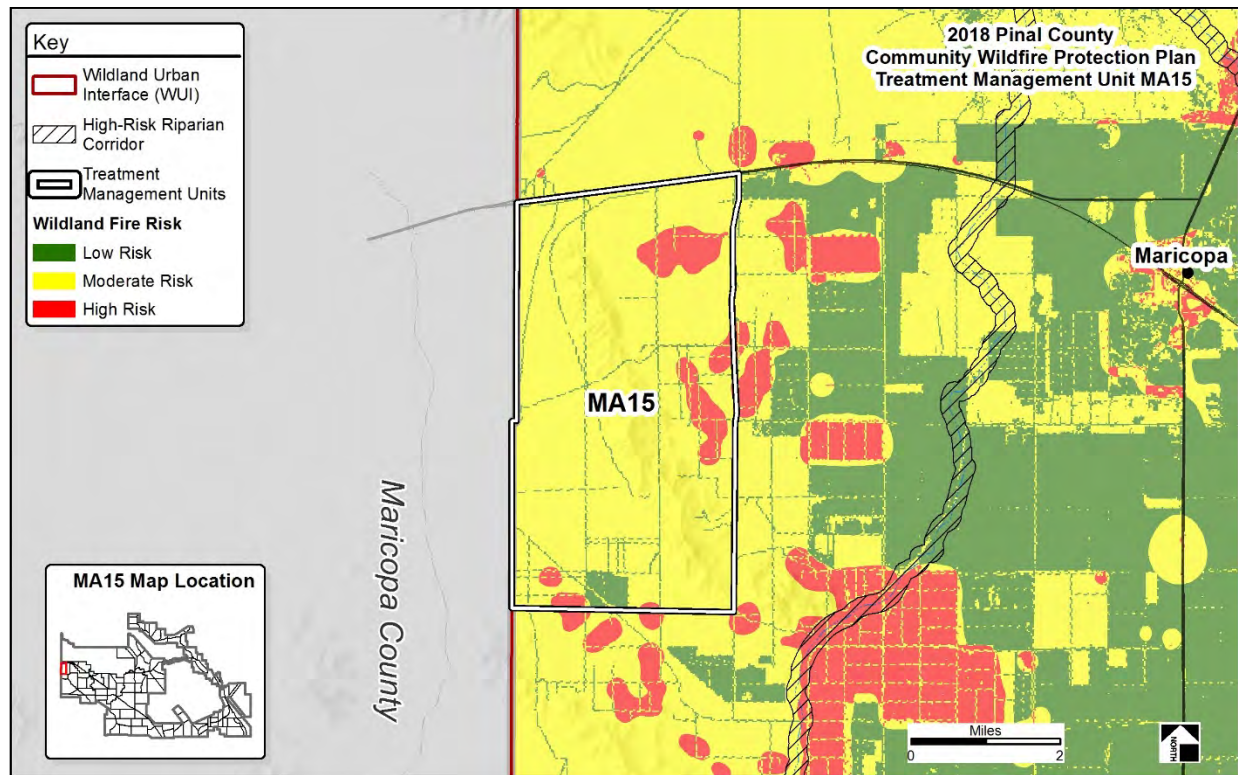 Key
Wildland Urban
Interface (WUI)
High-Risk Riparian
Corridor
Treatment
Management Units
Wildland Fire Risk
Low Risk
Moderate Risk
High Risk
2018 Pinal County
Community Wildfire Protection Plan
Treatment Management Unit MA15
Maricopa
MA15
Maricopa County
MA15 Map Location
Miles
0 2
NORTH